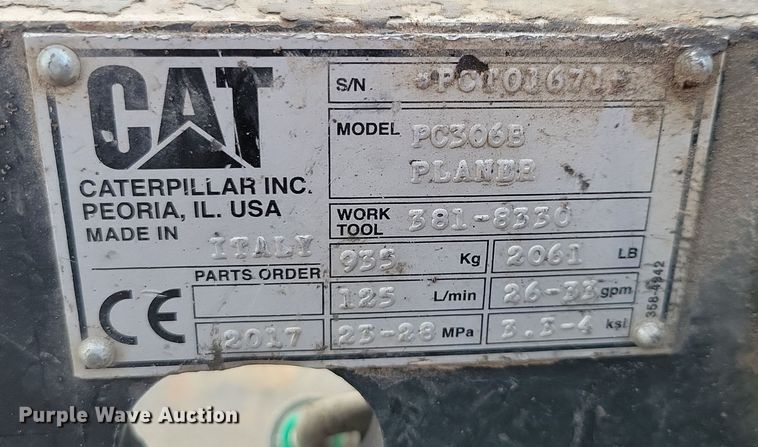 CAT
CATERPILLAR INC.
PEORIA, IL. USA
MADE IN ITALY
PARTS ORDER
CE
2017
S/N
MODEL PC306B
PLANER
WORK TOOL 381-8330
935 Kg 2061 LB
125 L/min 26-33 gpm
23-28 MPa 3.3-4 ksi
358-4942
Purple Wave Auction